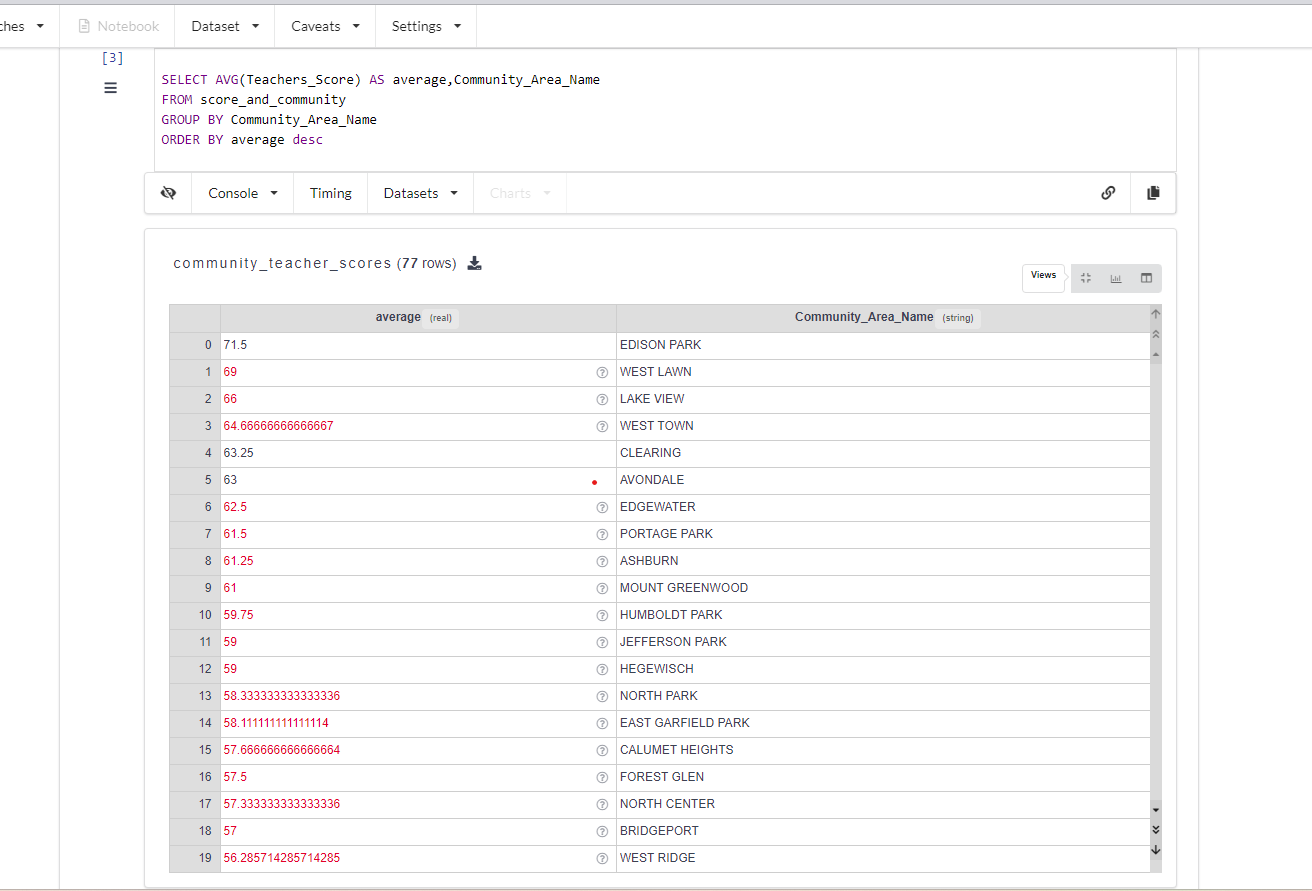 ches Notebook Dataset Caveats Settings
[3]
SELECT AVG(Teachers_Score) AS average,Community_Area_Name
FROM score_and_community
GROUP BY Community_Area_Name
ORDER BY average desc
Console Timing Datasets Charts
community_teacher_scores (77 rows)
Views
average (real) Community_Area_Name (string)
0 71.5 EDISON PARK
1 69 WEST LAWN
2 66 LAKE VIEW
3 64.66666666666667 WEST TOWN
4 63.25 CLEARING
5 63 AVONDALE
6 62.5 EDGEWATER
7 61.5 PORTAGE PARK
8 61.25 ASHBURN
9 61 MOUNT GREENWOOD
10 59.75 HUMBOLDT PARK
11 59 JEFFERSON PARK
12 59 HEGEWISCH
13 58.333333333333336 NORTH PARK
14 58.111111111111114 EAST GARFIELD PARK
15 57.666666666666664 CALUMET HEIGHTS
16 57.5 FOREST GLEN
17 57.333333333333336 NORTH CENTER
18 57 BRIDGEPORT
19 56.285714285714285 WEST RIDGE